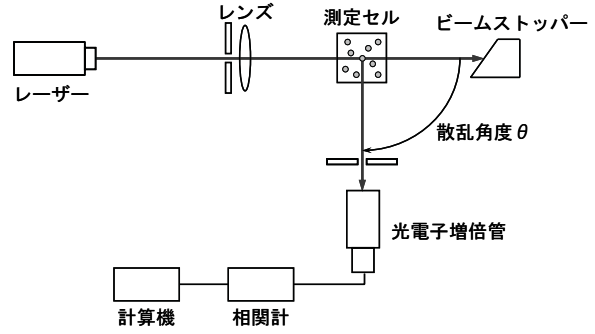 レンズ
測定セル
ビームストッパー
レーザー
散乱角度 θ
光電子増倍管
計算機
相関計